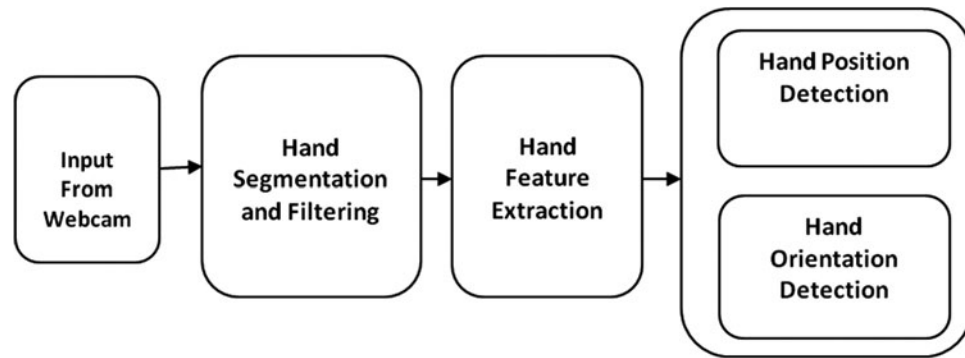 Input
From
Webcam
Hand
Segmentation
and Filtering
Hand
Feature
Extraction
Hand Position
Detection
Hand
Orientation
Detection